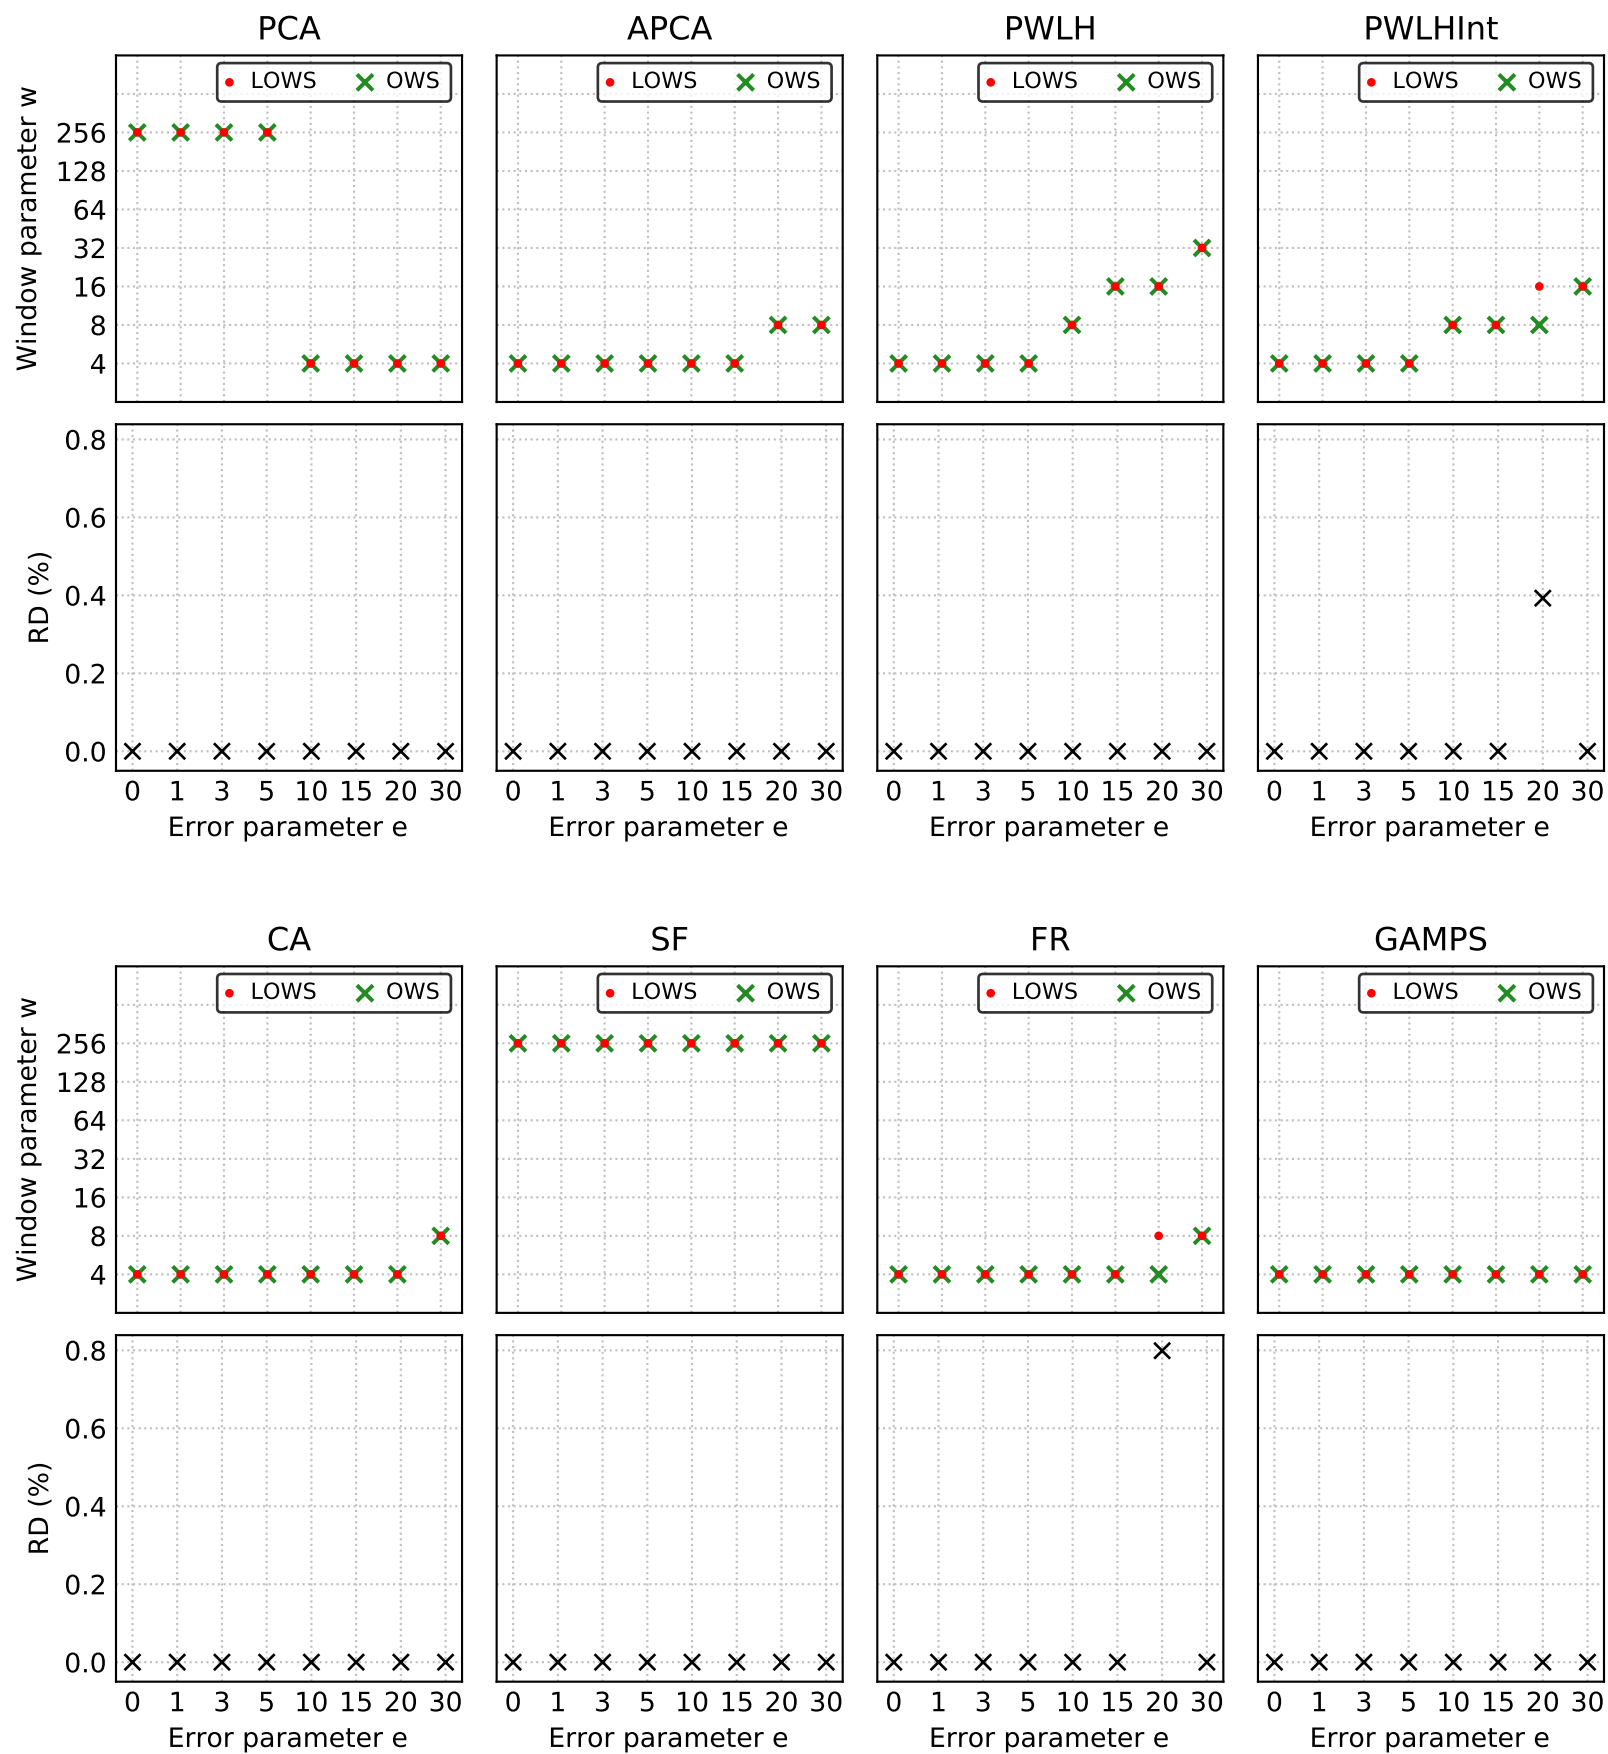 PCA APCA PWLH PWLHInt
LOWS OWS LOWS OWS LOWS OWS LOWS OWS
Window parameter w
256
128
64
32
16
8
4
RD (%)
0.8
0.6
0.4
0.2
0.0
0 1 3 5 10 15 20 30 0 1 3 5 10 15 20 30 0 1 3 5 10 15 20 30 0 1 3 5 10 15 20 30
Error parameter e Error parameter e Error parameter e Error parameter e
CA SF FR GAMPS
LOWS OWS LOWS OWS LOWS OWS LOWS OWS
Window parameter w
256
128
64
32
16
8
4
RD (%)
0.8
0.6
0.4
0.2
0.0
0 1 3 5 10 15 20 30 0 1 3 5 10 15 20 30 0 1 3 5 10 15 20 30 0 1 3 5 10 15 20 30
Error parameter e Error parameter e Error parameter e Error parameter e